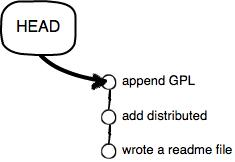 HEAD
append GPL
add distributed
wrote a readme file